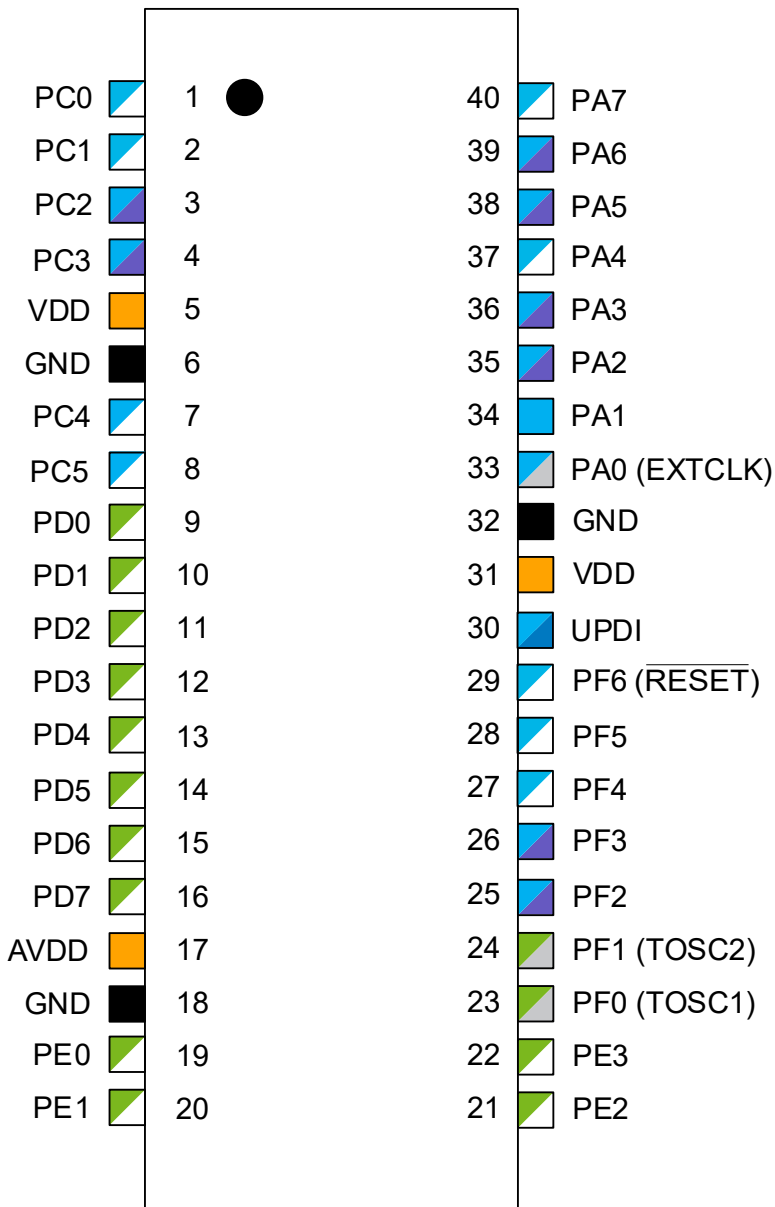 PC0 1 40 PA7
PC1 2 39 PA6
PC2 3 38 PA5
PC3 4 37 PA4
VDD 5 36 PA3
GND 6 35 PA2
PC4 7 34 PA1
PC5 8 33 PA0 (EXTCLK)
PD0 9 32 GND
PD1 10 31 VDD
PD2 11 30 UPDI
PD3 12 29 PF6 (RESET)
PD4 13 28 PF5
PD5 14 27 PF4
PD6 15 26 PF3
PD7 16 25 PF2
AVDD 17 24 PF1 (TOSC2)
GND 18 23 PF0 (TOSC1)
PE0 19 22 PE3
PE1 20 21 PE2